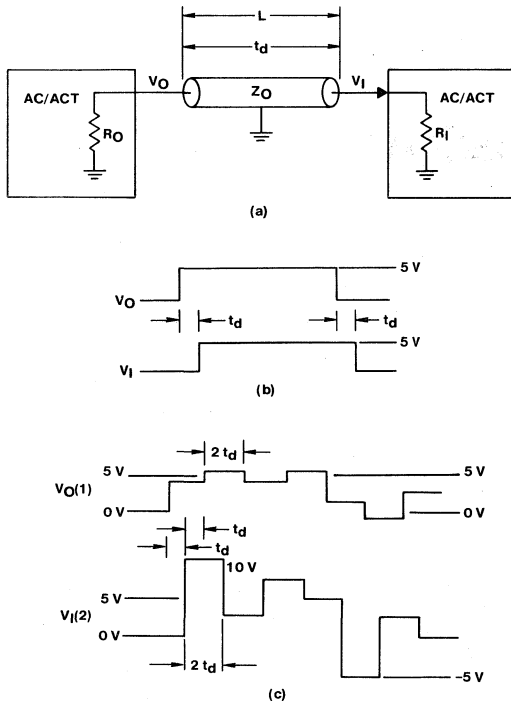 L
td
VO
VI
AC/ACT
ZO
AC/ACT
RO
RI
(a)
5 V
VO
td
td
5 V
VI
(b)
2 td
5 V
5 V
VO(1)
0 V
0 V
td
td
10 V
5 V
VI(2)
0 V
2 td
–5 V
(c)